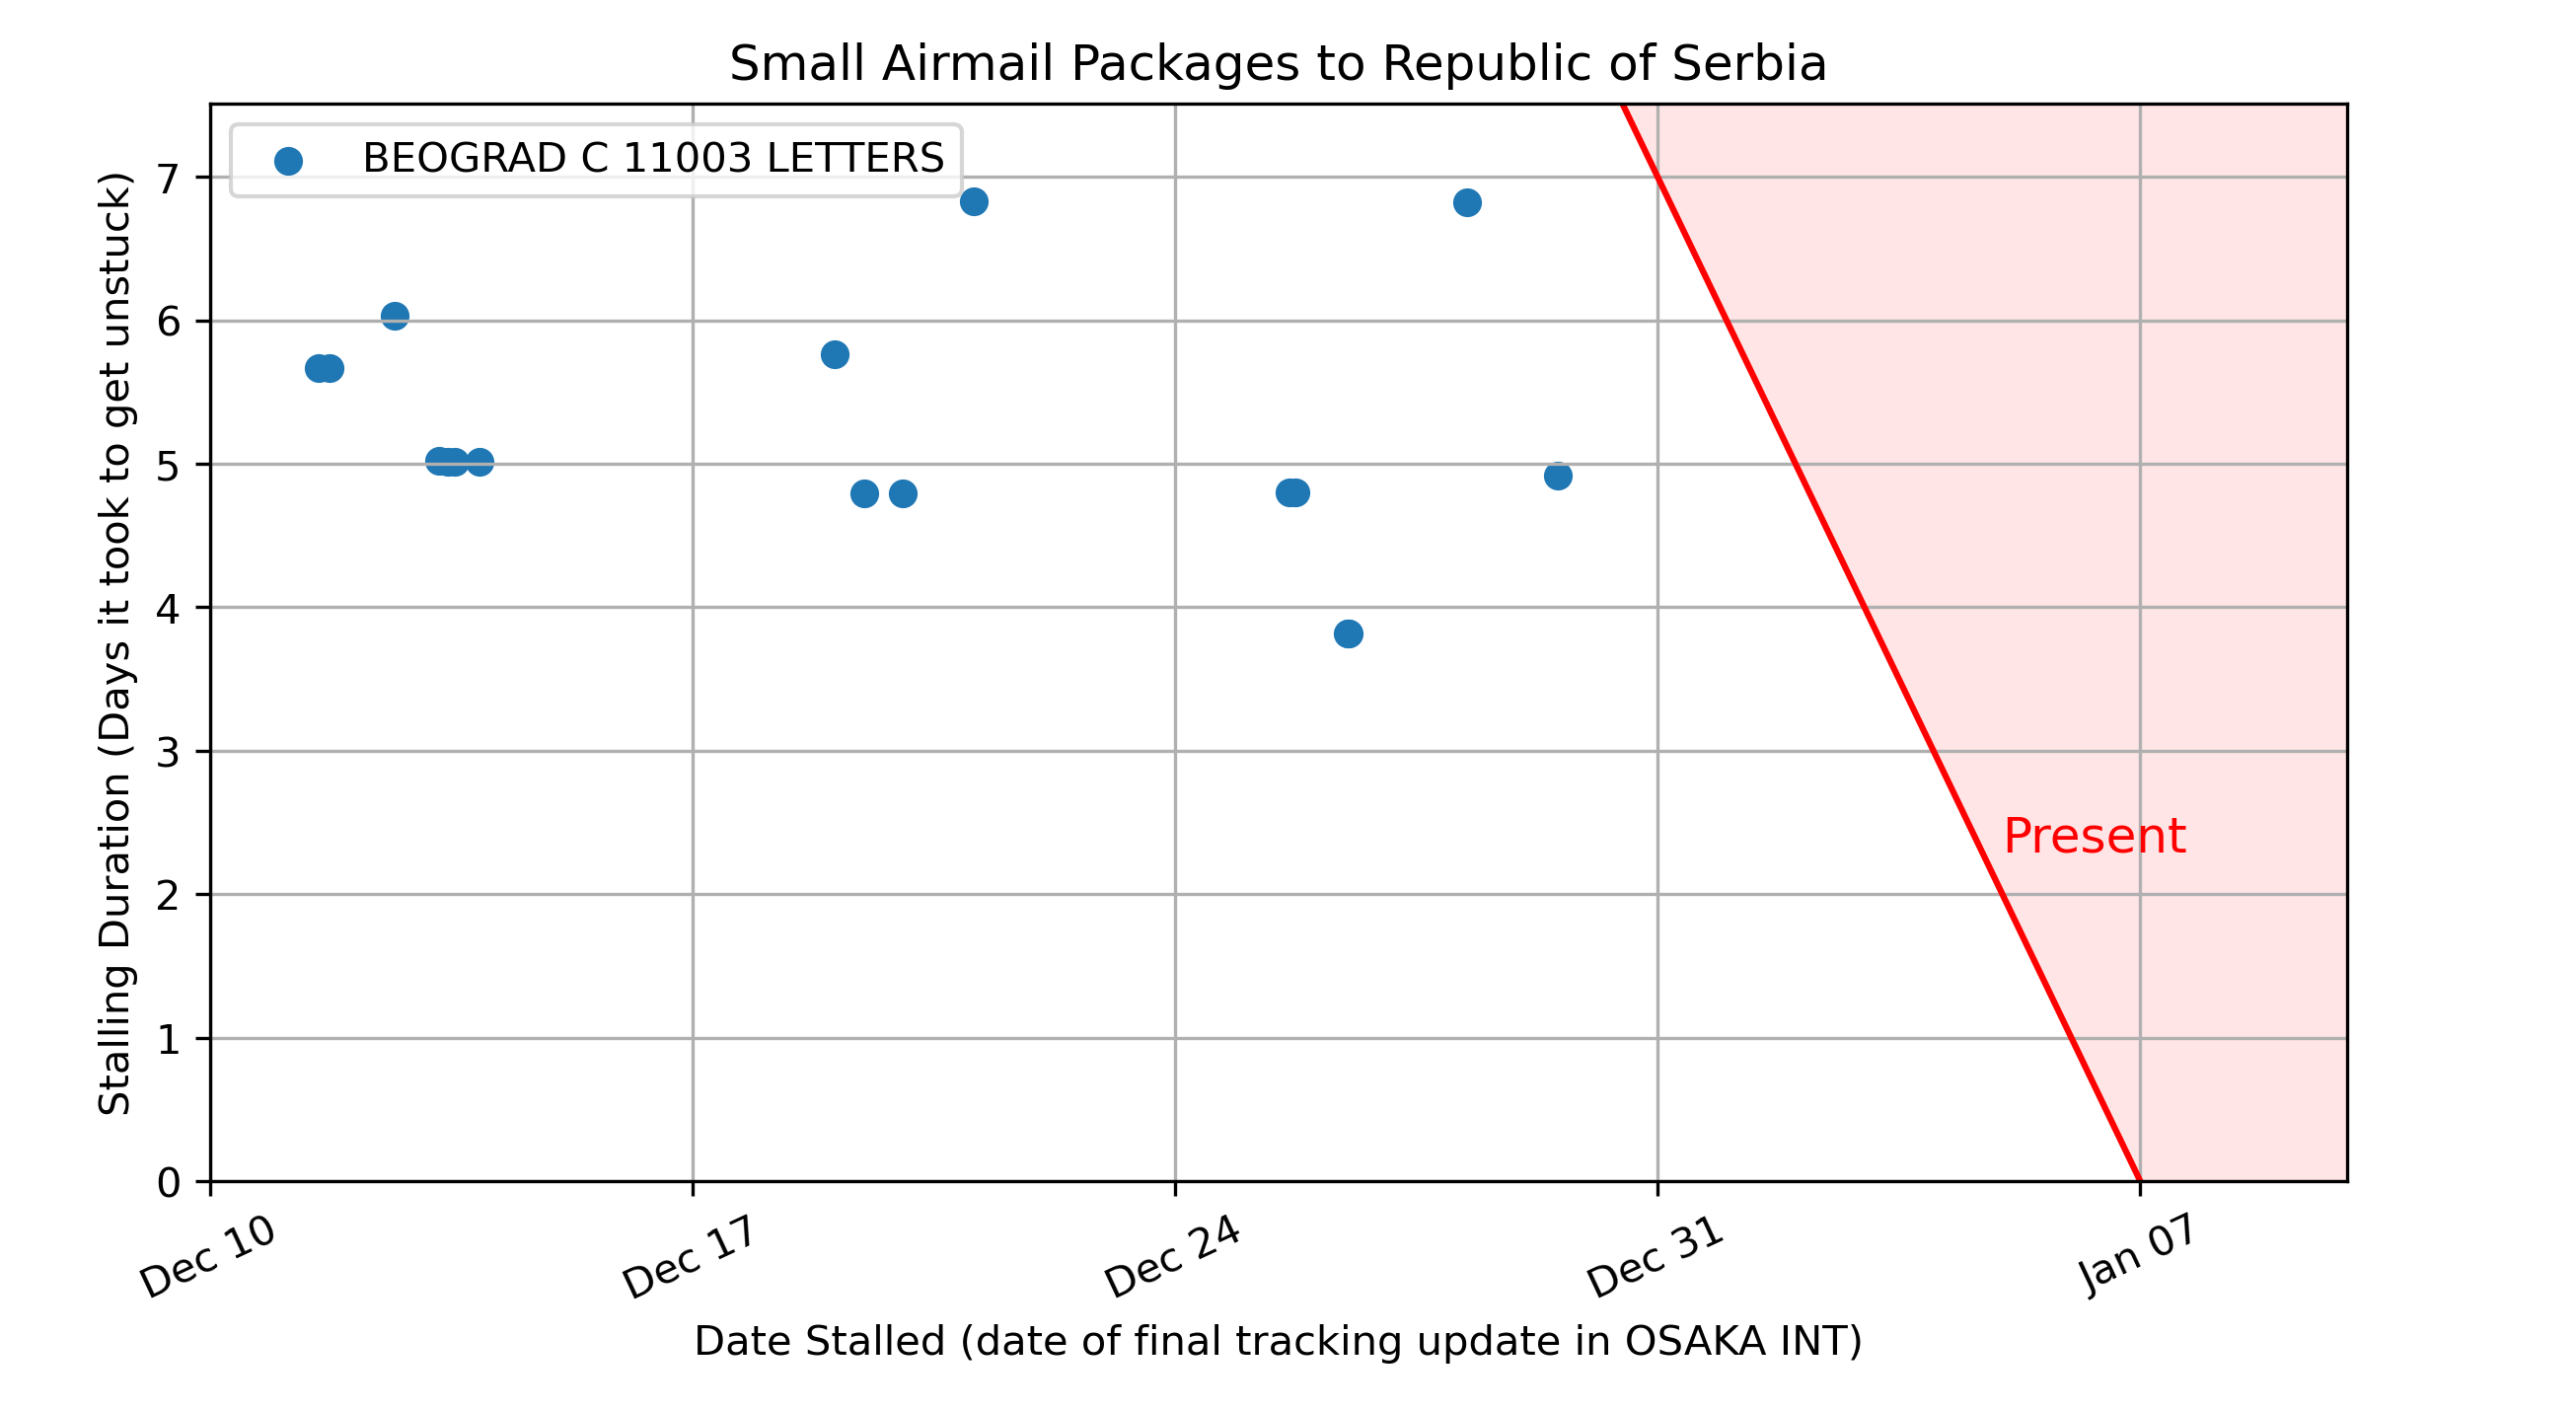 Small Airmail Packages to Republic of Serbia
BEOGRAD C 11003 LETTERS
Stalling Duration (Days it took to get unstuck)
7
6
5
4
3
2
1
0
Present
Dec 10
Dec 17
Dec 24
Dec 31
Jan 07
Date Stalled (date of final tracking update in OSAKA INT)